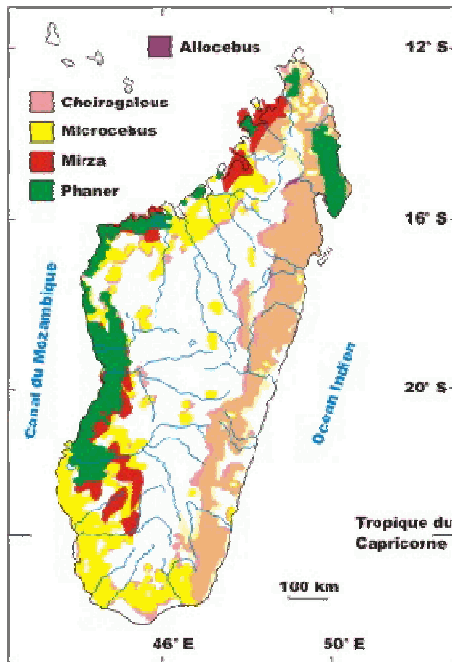 Allocebus
12° S
Cheirogaleus
Microcebus
Mirza
Phaner
16° S
Canal du Mozambique
20° S
Océan Indien
Tropique du
Capricorne
100 km
46° E
50° E